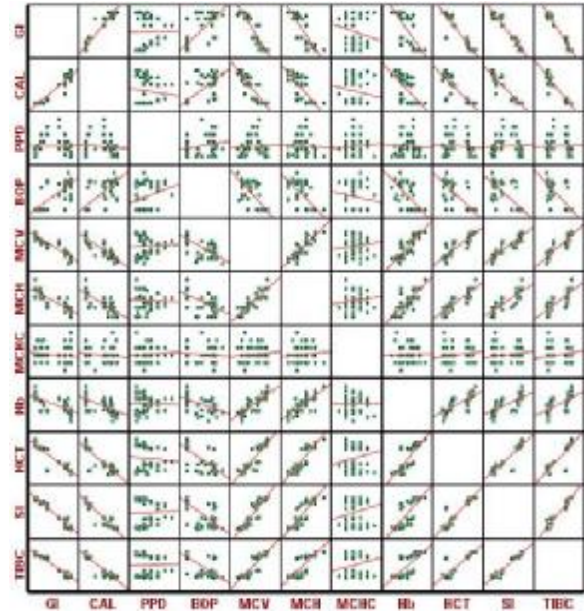 GI
CAL
PPD
BOP
MCV
MCH
MCHC
Hb
HCT
SI
TIBC
GI CAL PPD BOP MCV MCH MCHC Hb HCT SI TIBC